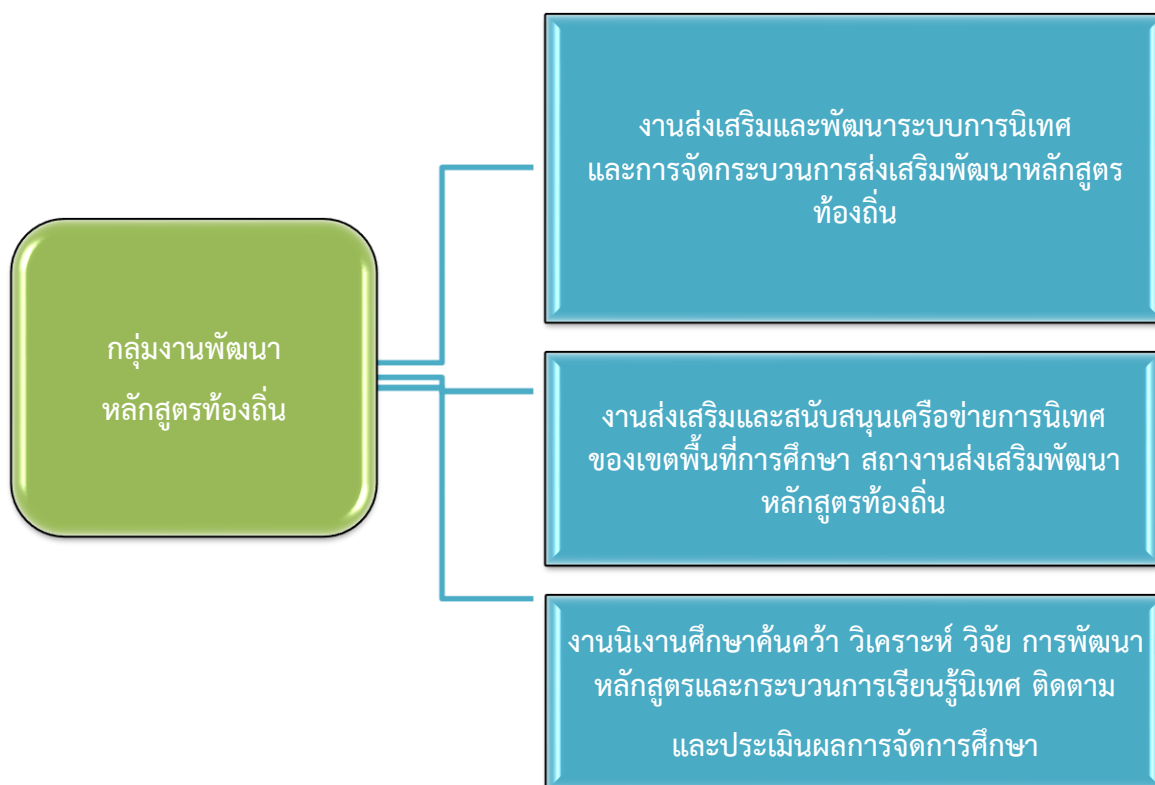 กลุ่มงานพัฒนา
หลักสูตรท้องถิ่น
งานส่งเสริมและพัฒนาระบบการนิเทศ
และการจัดกระบวนการส่งเสริมพัฒนาหลักสูตร
ท้องถิ่น
งานส่งเสริมและสนับสนุนเครือข่ายการนิเทศ
ของเขตพื้นที่การศึกษา สถางานส่งเสริมพัฒนา
หลักสูตรท้องถิ่น
งานนิเงานศึกษาค้นคว้า วิเคราะห์ วิจัย การพัฒนา
หลักสูตรและกระบวนการเรียนรู้นิเทศ ติดตาม
และประเมินผลการจัดการศึกษา